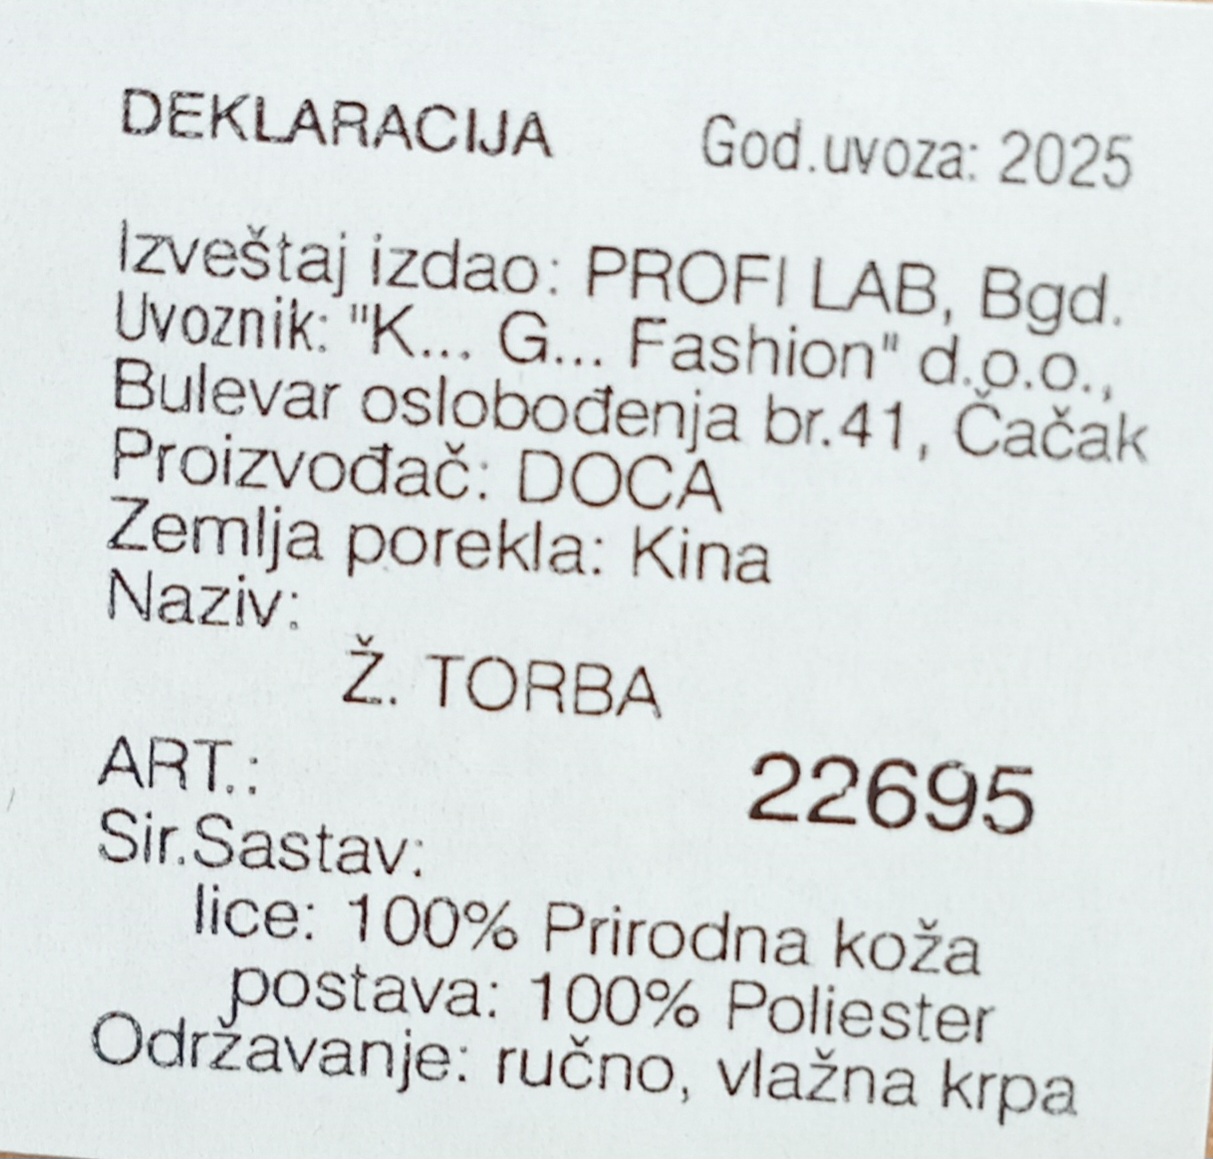 DEKLARACIJA God.uvoza: 2025
Izveštaj izdao: PROFI LAB, Bgd.
Uvoznik: "K... G... Fashion" d.o.o.,
Bulevar oslobođenja br.41, Čačak
Proizvođač: DOCA
Zemlja porekla: Kina
Naziv:
Ž. TORBA
ART.: 22695
Sir.Sastav:
lice: 100% Prirodna koža
postava: 100% Poliester
Održavanje: ručno, vlažna krpa